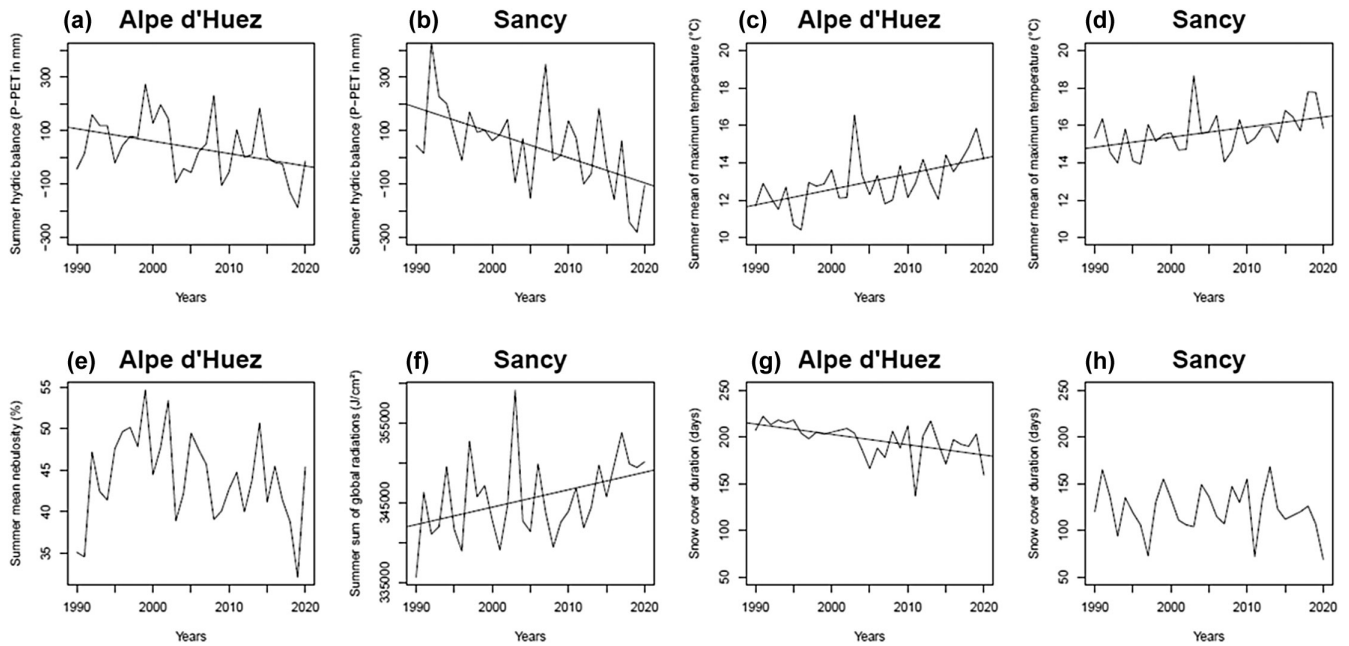 (a) Alpe d'Huez
Summer hydric balance (P−PET in mm)
300
100
−100
−300
1990 2000 2010 2020
Years
(b) Sancy
Summer hydric balance (P−PET in mm)
300
100
−100
−300
1990 2000 2010 2020
Years
(c) Alpe d'Huez
Summer mean of maximum temperature (°C)
20
18
16
14
12
10
1990 2000 2010 2020
Years
(d) Sancy
Summer mean of maximum temperature (°C)
20
18
16
14
12
10
1990 2000 2010 2020
Years
(e) Alpe d'Huez
Summer mean nebulosity (%)
55
50
45
40
35
1990 2000 2010 2020
Years
(f) Sancy
Summer sum of global radiations (J/cm²)
355000
345000
335000
1990 2000 2010 2020
Years
(g) Alpe d'Huez
Snow cover duration (days)
250
200
150
100
50
1990 2000 2010 2020
Years
(h) Sancy
Snow cover duration (days)
250
200
150
100
50
1990 2000 2010 2020
Years